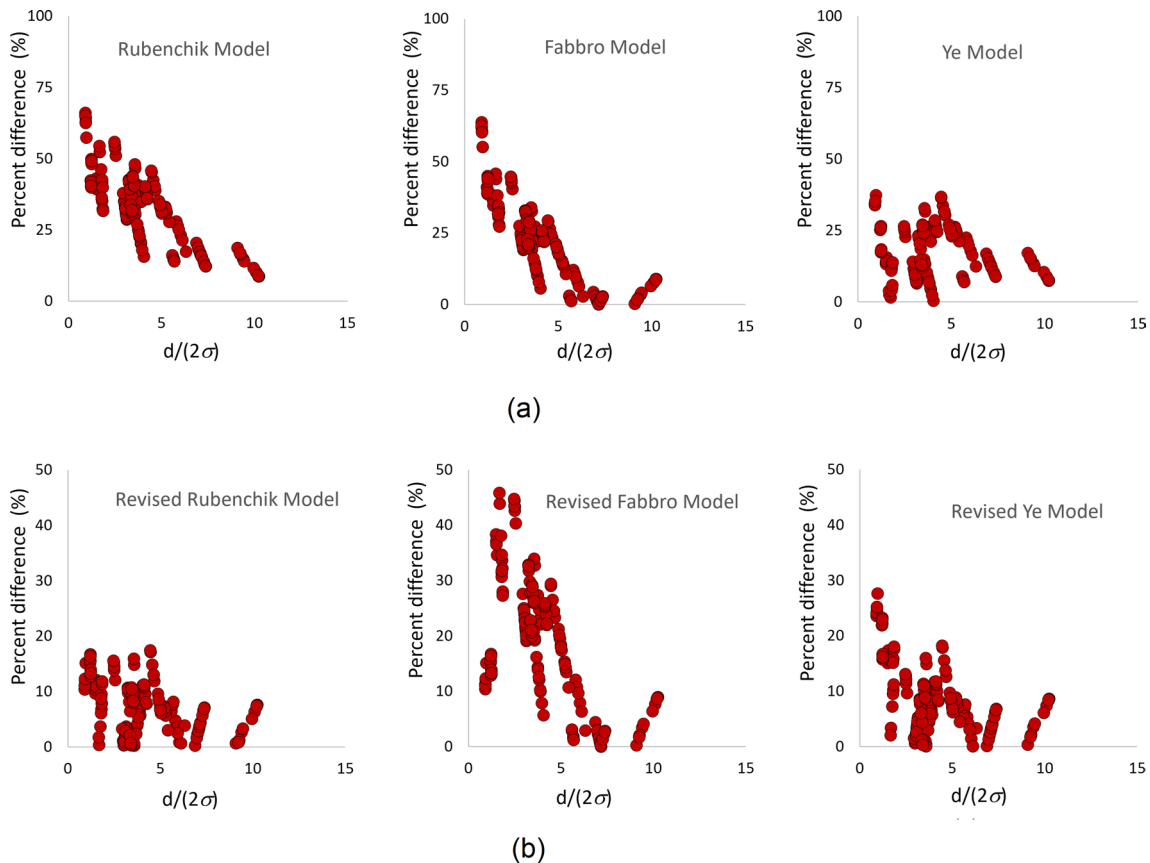 Rubenchik Model
Percent difference (%)
100
75
50
25
0
0 5 10 15
d/(2σ)
Fabbro Model
Percent difference (%)
100
75
50
25
0
0 5 10 15
d/(2σ)
Ye Model
Percent difference (%)
100
75
50
25
0
0 5 10 15
d/(2σ)
(a)
Revised Rubenchik Model
Percent difference (%)
50
40
30
20
10
0
0 5 10 15
d/(2σ)
Revised Fabbro Model
Percent difference (%)
50
40
30
20
10
0
0 5 10 15
d/(2σ)
Revised Ye Model
Percent difference (%)
50
40
30
20
10
0
0 5 10 15
d/(2σ)
(b)